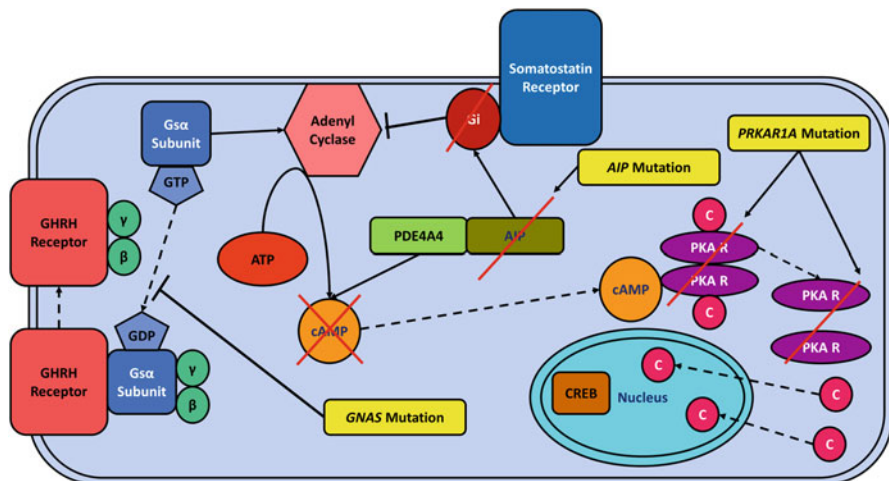 Somatostatin
Receptor
Gsα
Subunit
Adenyl
Cyclase
Gi
PRKAR1A Mutation
GTP
AIP Mutation
GHRH
Receptor
γ
β
ATP
PDE4A4
AIP
C
PKA R
PKA R
C
cAMP
PKA R
PKA R
cAMP
GDP
GHRH
Receptor
Gsα
Subunit
γ
β
GNAS Mutation
CREB
Nucleus
C
C
C
C